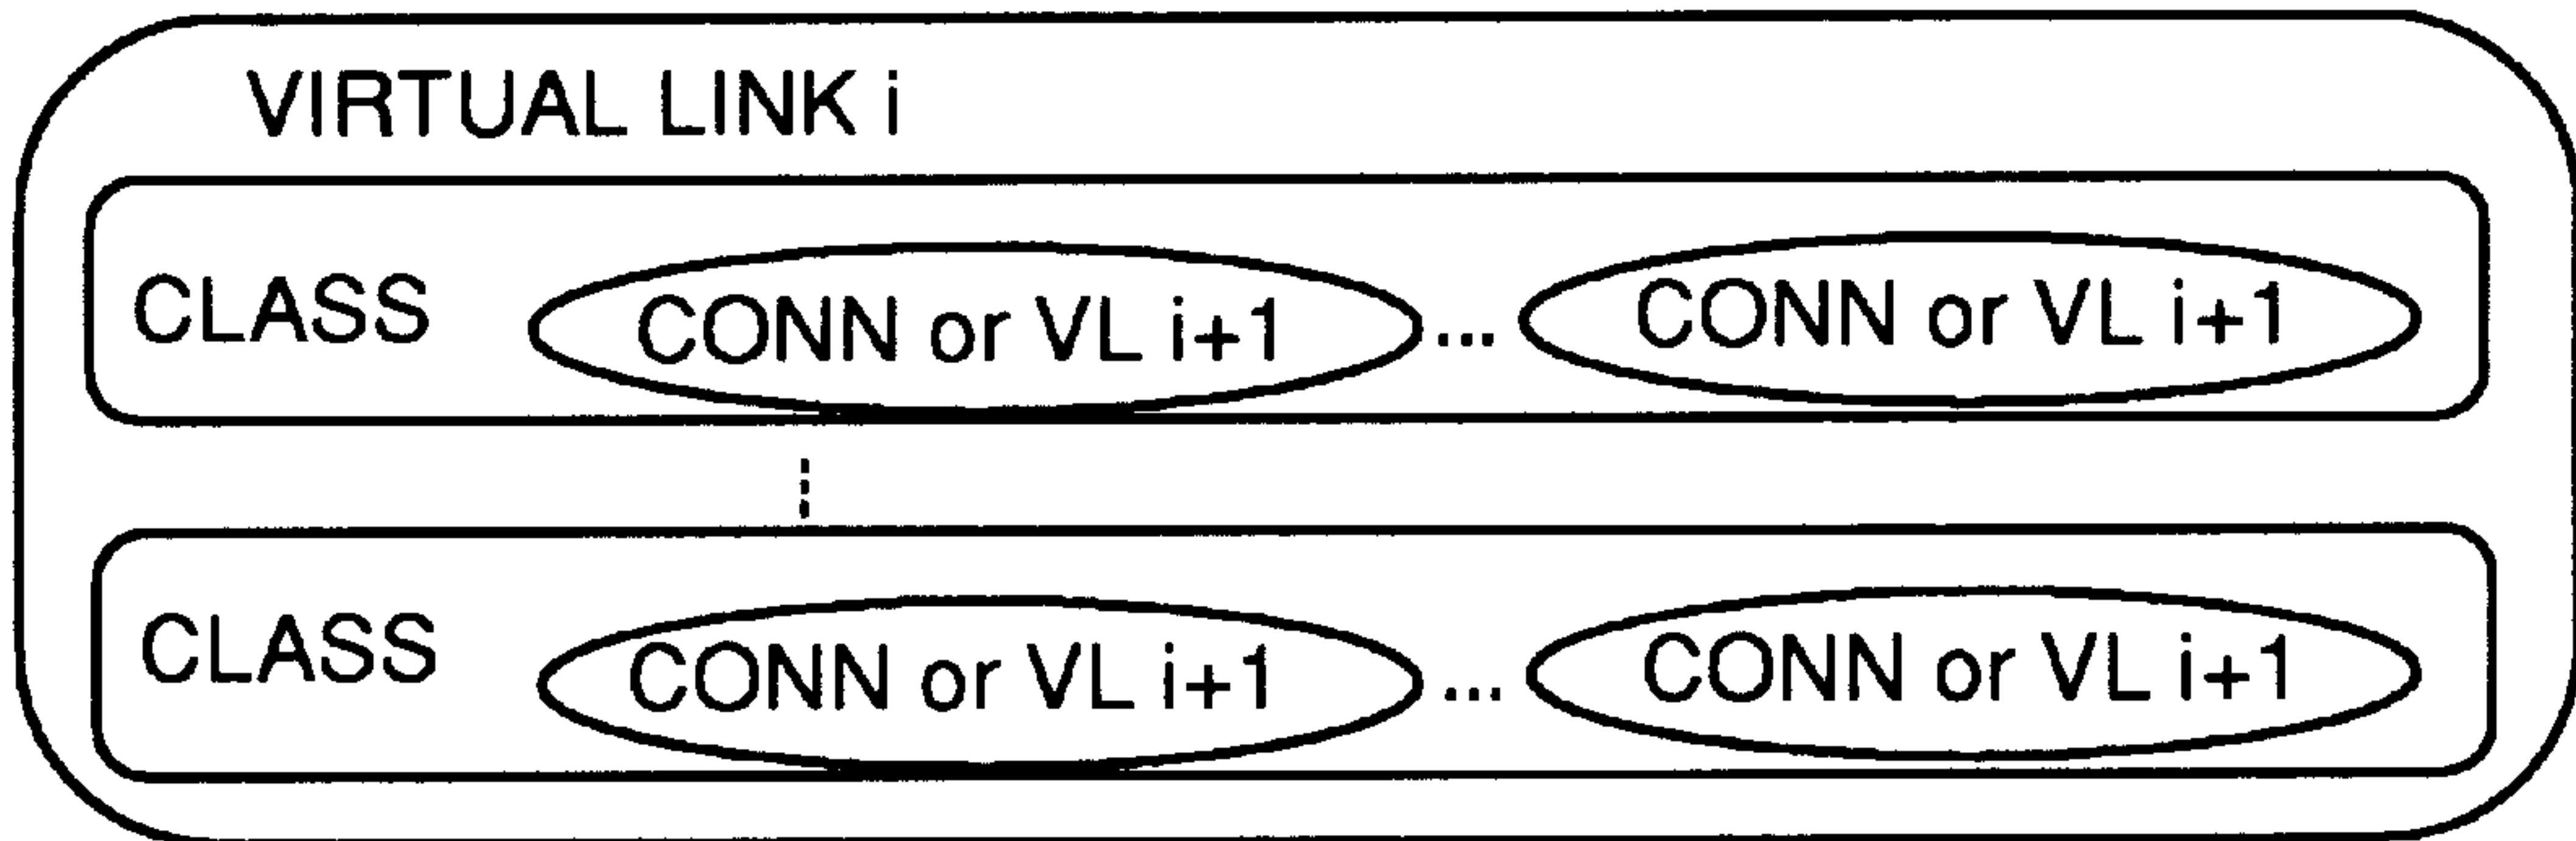 VIRTUAL LINK i
CLASS CONN or VL i+1 ... CONN or VL i+1
CLASS CONN or VL i+1 ... CONN or VL i+1